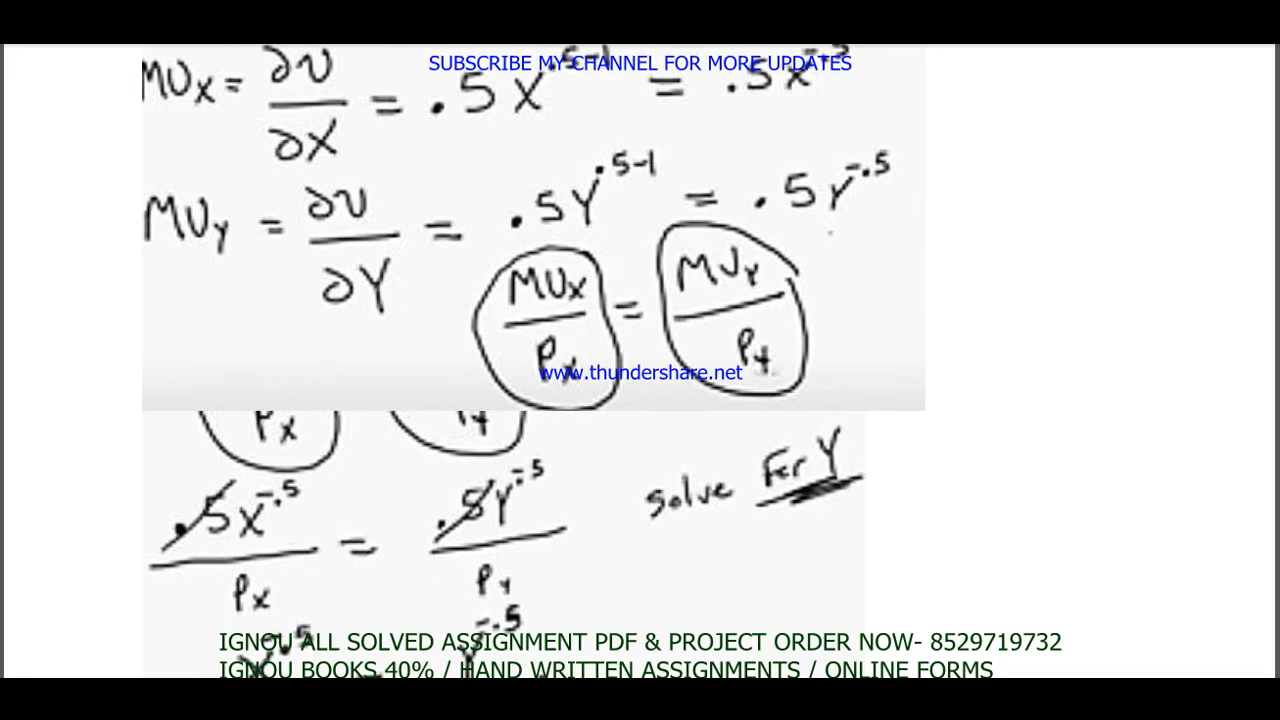 SUBSCRIBE MY CHANNEL FOR MORE UPDATES
MUx = ∂U/∂X = .5X^.5-1 = .5X^-.5
MUY = ∂U/∂Y = .5Y^.5-1 = .5Y^-.5
MUx/Px = MUY/PY
www.thundershare.net
Px PY
.5X^-.5/Px = .5Y^-.5/PY solve For Y
X^-.5 Y^-.5
IGNOU ALL SOLVED ASSIGNMENT PDF & PROJECT ORDER NOW- 8529719732
IGNOU BOOKS 40% / HAND WRITTEN ASSIGNMENTS / ONLINE FORMS